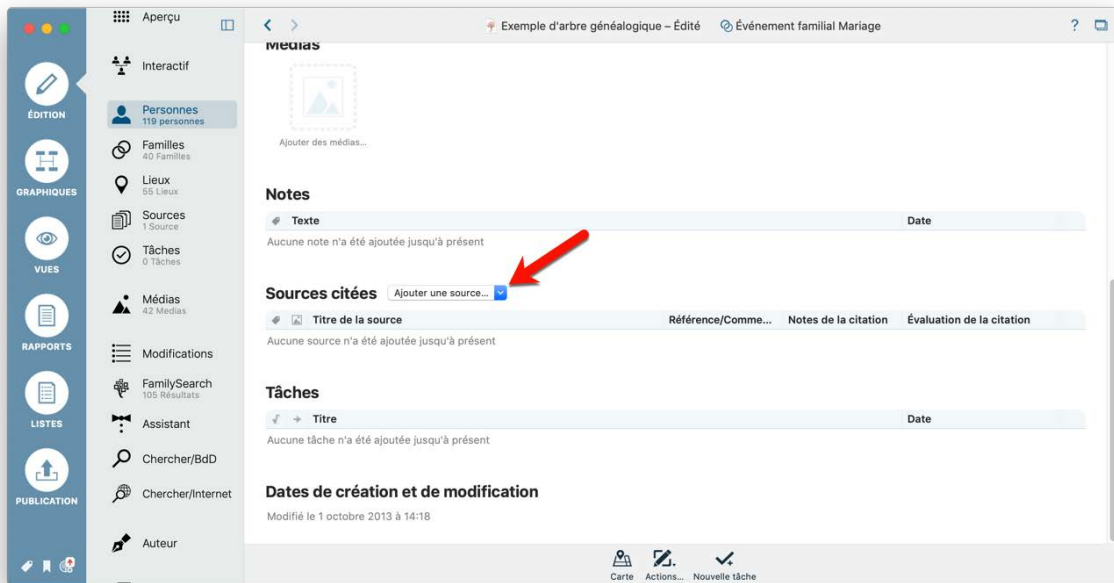 Exemple d'arbre généalogique – Édité
Événement familial Mariage
?
ÉDITION
GRAPHIQUES
VUES
RAPPORTS
LISTES
PUBLICATION
Aperçu
Interactif
Personnes
119 personnes
Familles
40 Familles
Lieux
55 Lieux
Sources
1 Source
Tâches
0 Tâches
Médias
42 Medias
Modifications
FamilySearch
105 Résultats
Assistant
Chercher/BdD
Chercher/Internet
Auteur
Médias
Ajouter des médias...
Notes
Texte Date
Aucune note n'a été ajoutée jusqu'à présent
Sources citées Ajouter une source...
Titre de la source Référence/Comme... Notes de la citation Évaluation de la citation
Aucune source n'a été ajoutée jusqu'à présent
Tâches
Titre Date
Aucune tâche n'a été ajoutée jusqu'à présent
Dates de création et de modification
Modifié le 1 octobre 2013 à 14:18
Carte Actions... Nouvelle tâche